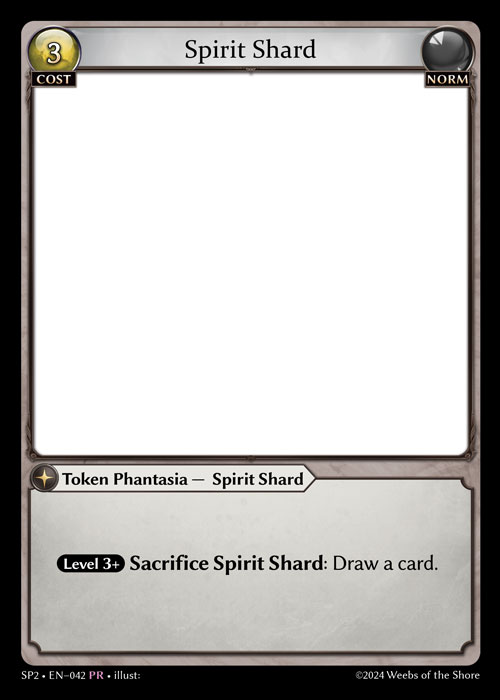 3
Spirit Shard
COST
NORM
Token Phantasia — Spirit Shard
Level 3+ Sacrifice Spirit Shard: Draw a card.
SP2 • EN–042 PR • illust:
©2024 Weebs of the Shore